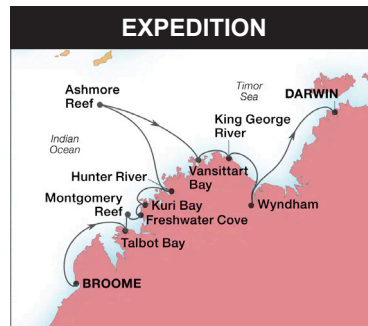 EXPEDITION
Ashmore
Reef
Timor
Sea
DARWIN
King George
River
Indian
Ocean
Vansittart
Bay
Hunter River
Montgomery
Reef
Kuri Bay
Freshwater Cove
Wyndham
Talbot Bay
BROOME